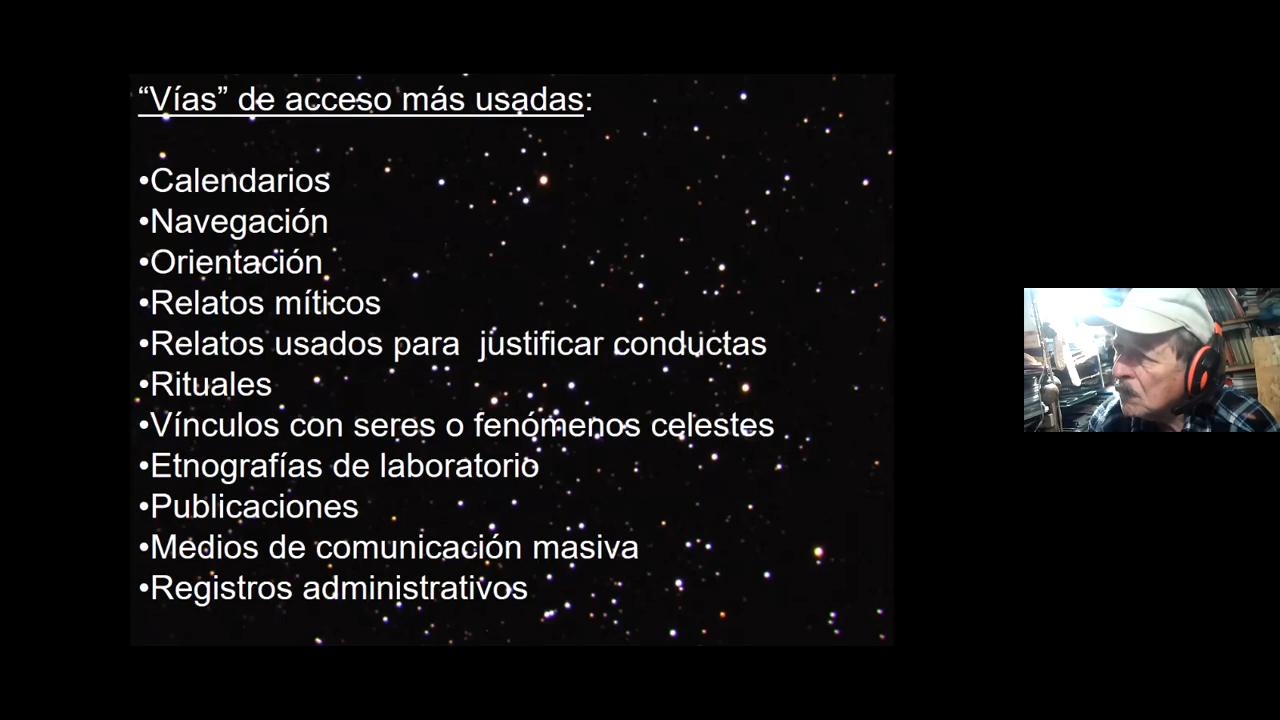 “Vías” de acceso más usadas:
•Calendarios
•Navegación
•Orientación
•Relatos míticos
•Relatos usados para  justificar conductas
•Rituales
•Vínculos con seres o fenómenos celestes
•Etnografías de laboratorio
•Publicaciones
•Medios de comunicación masiva
•Registros administrativos